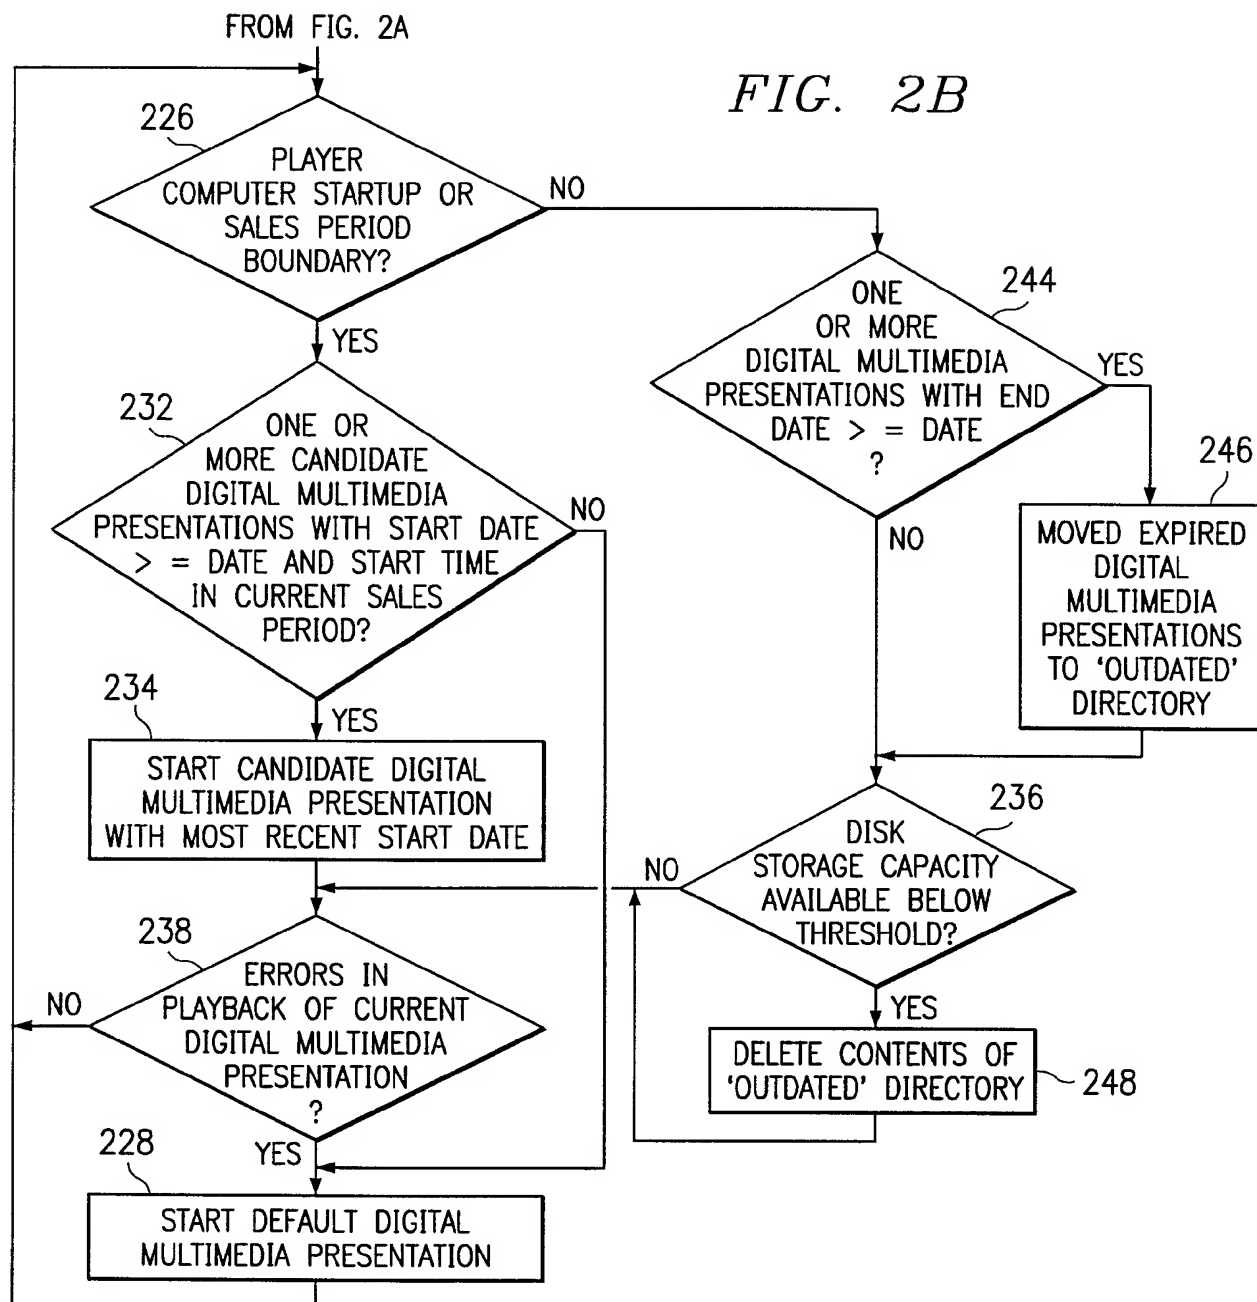 FROM FIG. 2A
FIG. 2B
226
PLAYER
COMPUTER STARTUP OR
SALES PERIOD
BOUNDARY?
NO
YES
244
ONE
OR MORE
DIGITAL MULTIMEDIA
PRESENTATIONS WITH END
DATE > = DATE
?
YES
NO
232
ONE OR
MORE CANDIDATE
DIGITAL MULTIMEDIA
PRESENTATIONS WITH START DATE
> = DATE AND START TIME
IN CURRENT SALES
PERIOD?
NO
YES
246
MOVED EXPIRED
DIGITAL
MULTIMEDIA
PRESENTATIONS
TO 'OUTDATED'
DIRECTORY
234
START CANDIDATE DIGITAL
MULTIMEDIA PRESENTATION
WITH MOST RECENT START DATE
236
DISK
STORAGE CAPACITY
AVAILABLE BELOW
THRESHOLD?
NO
YES
238
ERRORS IN
PLAYBACK OF CURRENT
DIGITAL MULTIMEDIA
PRESENTATION
?
NO
YES
DELETE CONTENTS OF
'OUTDATED' DIRECTORY
248
228
START DEFAULT DIGITAL
MULTIMEDIA PRESENTATION